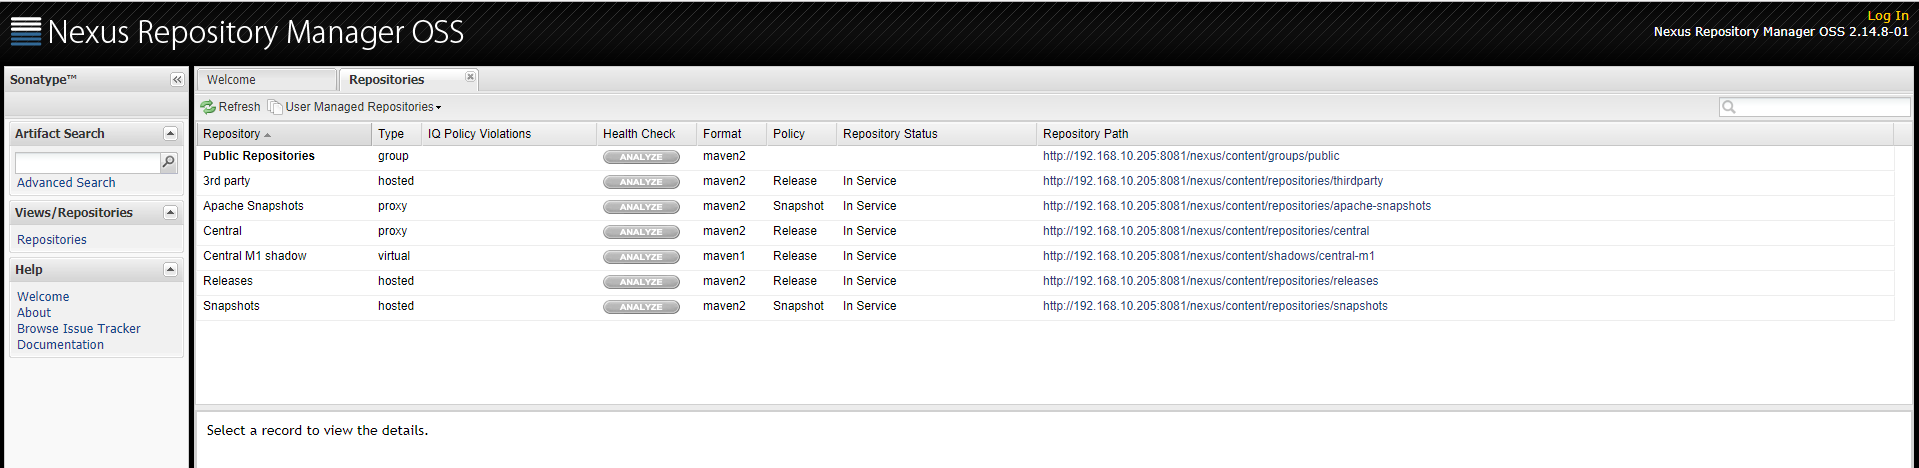 Nexus Repository Manager OSS
Log In
Nexus Repository Manager OSS 2.14.8-01
Sonatype™
Welcome
Repositories
Refresh
User Managed Repositories
Artifact Search
Advanced Search
Views/Repositories
Repositories
Help
Welcome
About
Browse Issue Tracker
Documentation
Repository Type IQ Policy Violations Health Check Format Policy Repository Status Repository Path
Public Repositories group ANALYZE maven2 http://192.168.10.205:8081/nexus/content/groups/public
3rd party hosted ANALYZE maven2 Release In Service http://192.168.10.205:8081/nexus/content/repositories/thirdparty
Apache Snapshots proxy ANALYZE maven2 Snapshot In Service http://192.168.10.205:8081/nexus/content/repositories/apache-snapshots
Central proxy ANALYZE maven2 Release In Service http://192.168.10.205:8081/nexus/content/repositories/central
Central M1 shadow virtual ANALYZE maven1 Release In Service http://192.168.10.205:8081/nexus/content/shadows/central-m1
Releases hosted ANALYZE maven2 Release In Service http://192.168.10.205:8081/nexus/content/repositories/releases
Snapshots hosted ANALYZE maven2 Snapshot In Service http://192.168.10.205:8081/nexus/content/repositories/snapshots
Select a record to view the details.